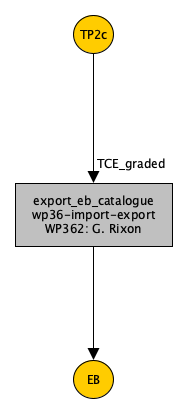 TP2c
TCE_graded
export_eb_catalogue
wp36-import-export
WP362: G. Rixon
EB